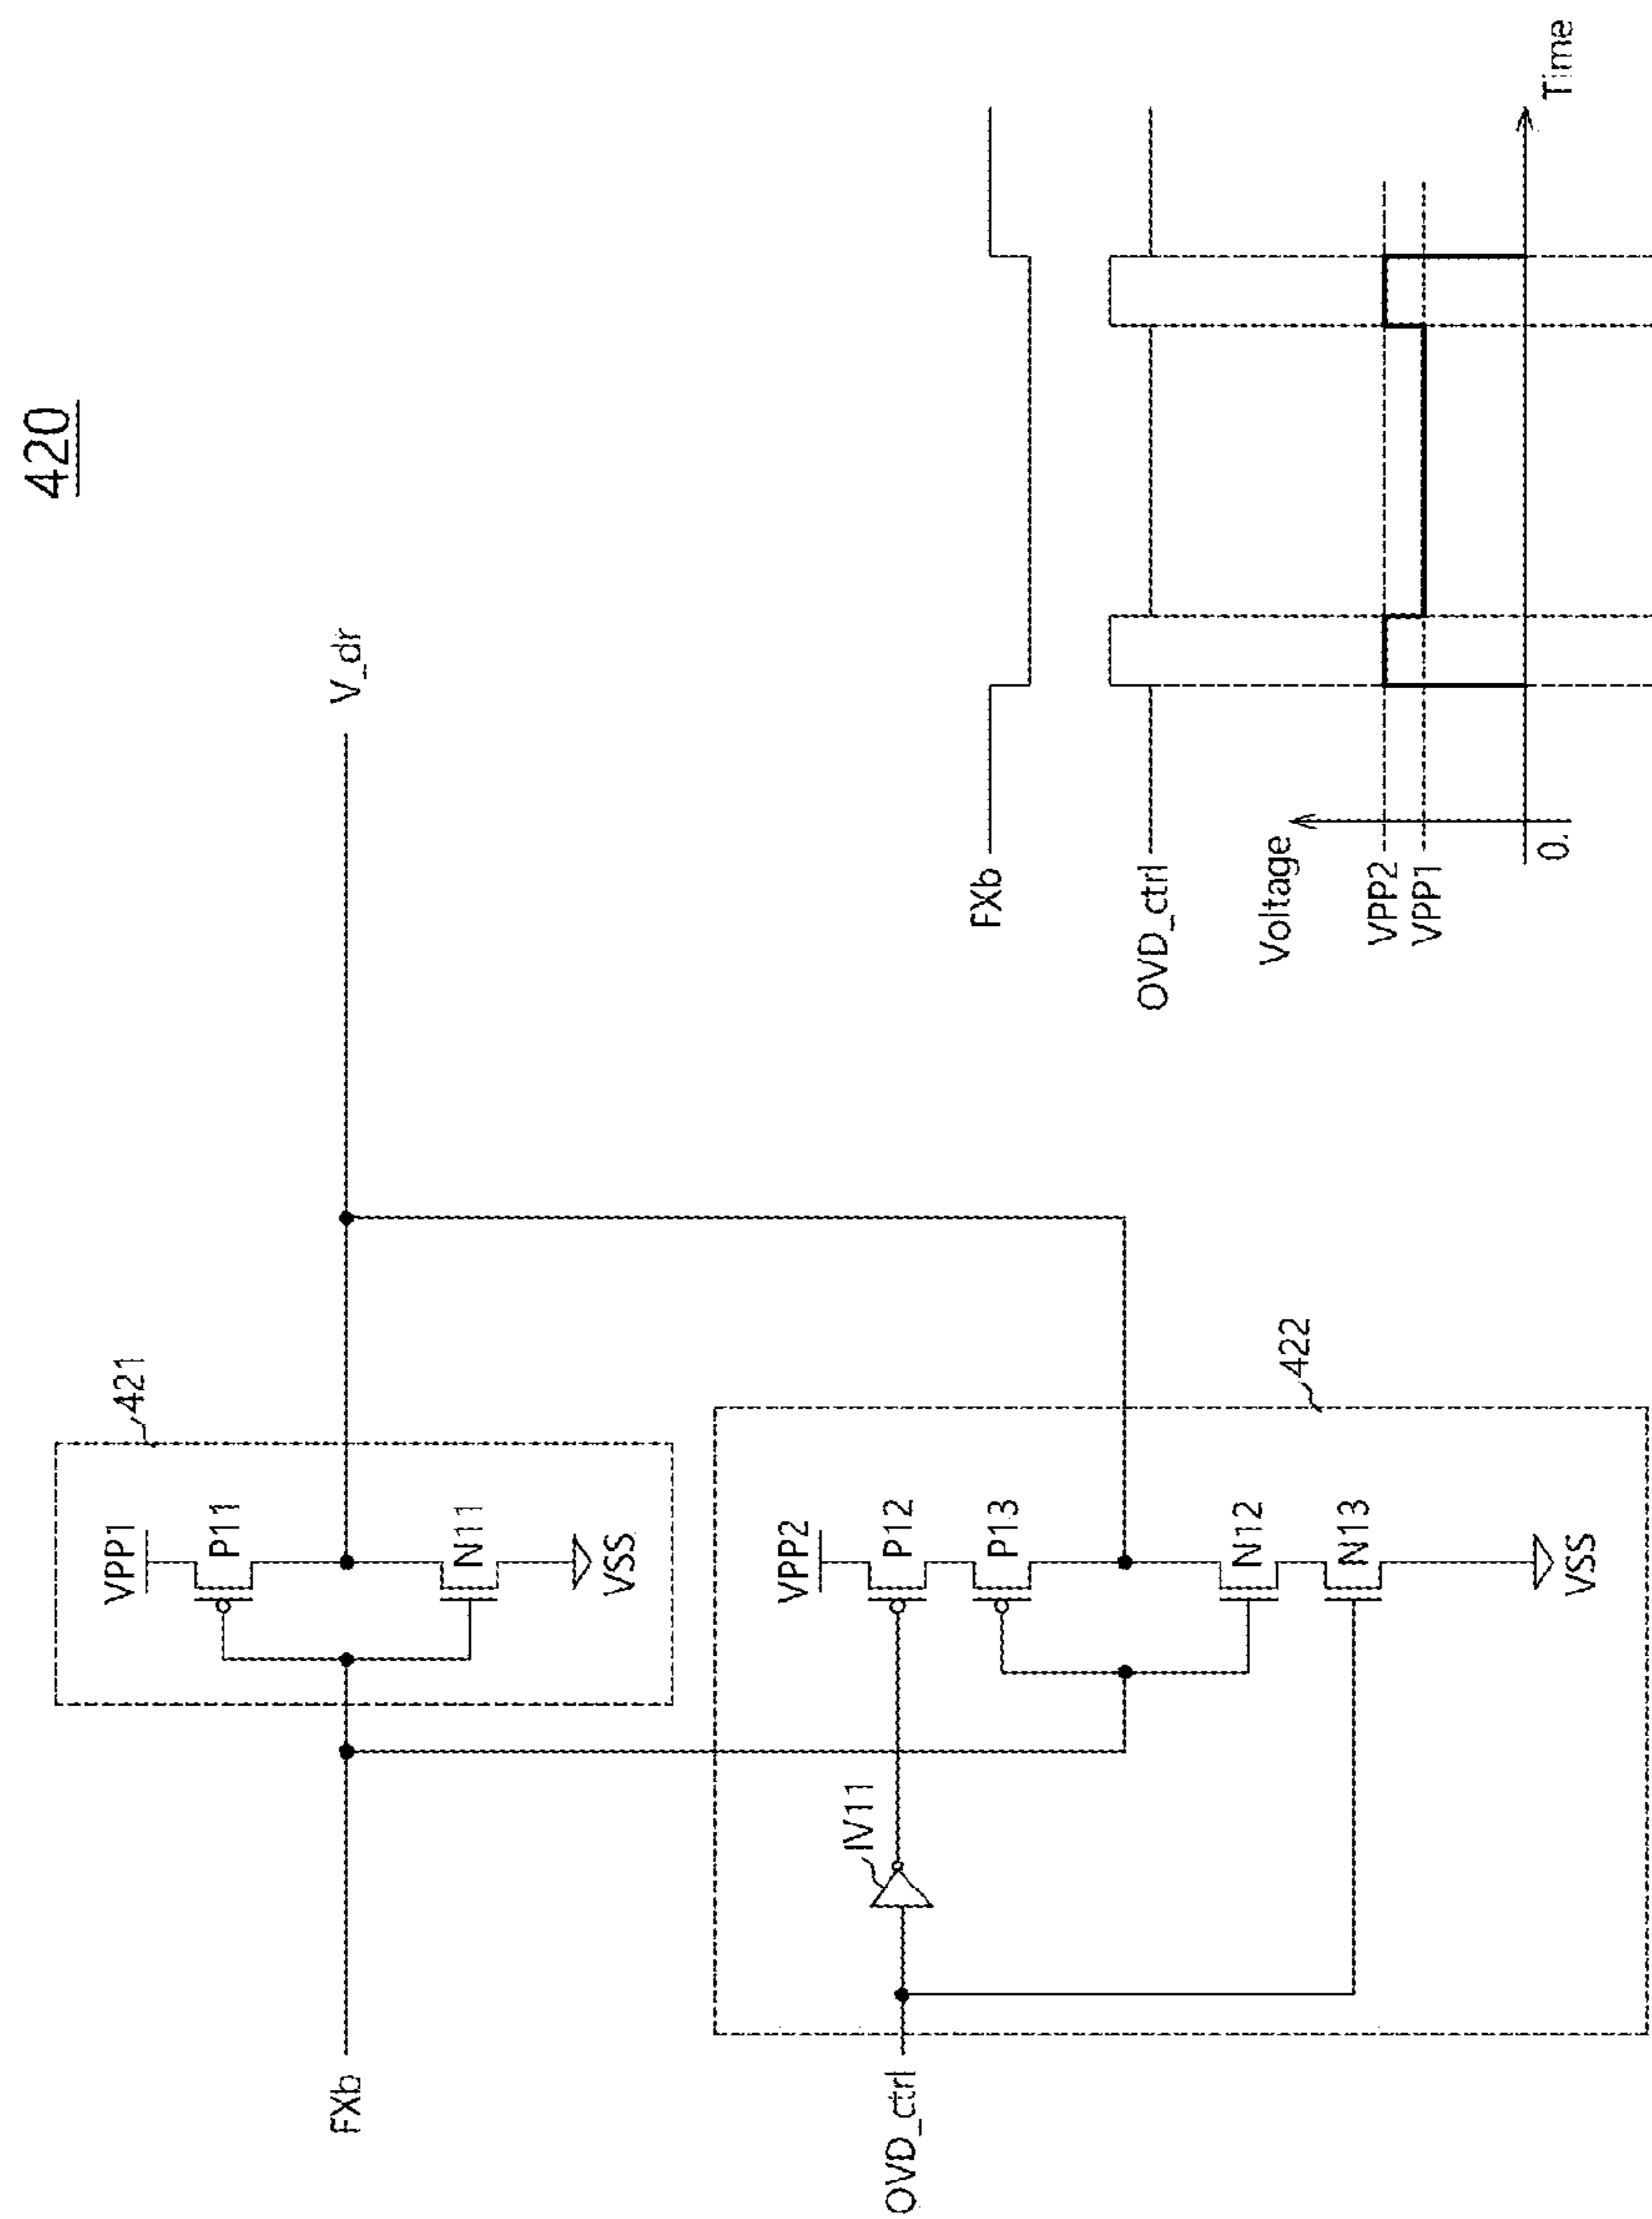 420
421
VPP1
P11
N11
VSS
FXb
V_dr
422
VPP2
P12
P13
N12
N13
VSS
IV11
OVD_ctrl
FXb
OVD_ctrl
Voltage
VPP2
VPP1
0.
Time